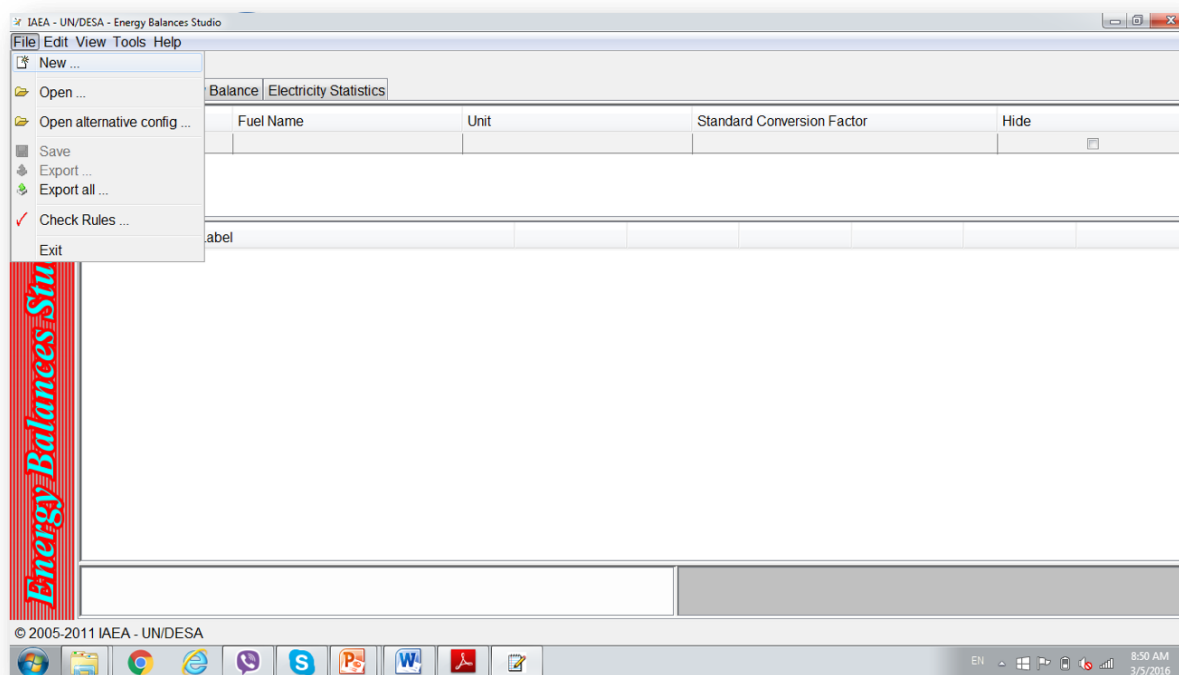 IAEA - UN/DESA - Energy Balances Studio
File Edit View Tools Help
New ...
Open ...
Open alternative config ...
Save
Export ...
Export all ...
Check Rules ...
Exit
Balance Electricity Statistics
Fuel Name Unit Standard Conversion Factor Hide
abel
Energy Balances Stu
© 2005-2011 IAEA - UN/DESA
EN
8:50 AM
3/5/2016